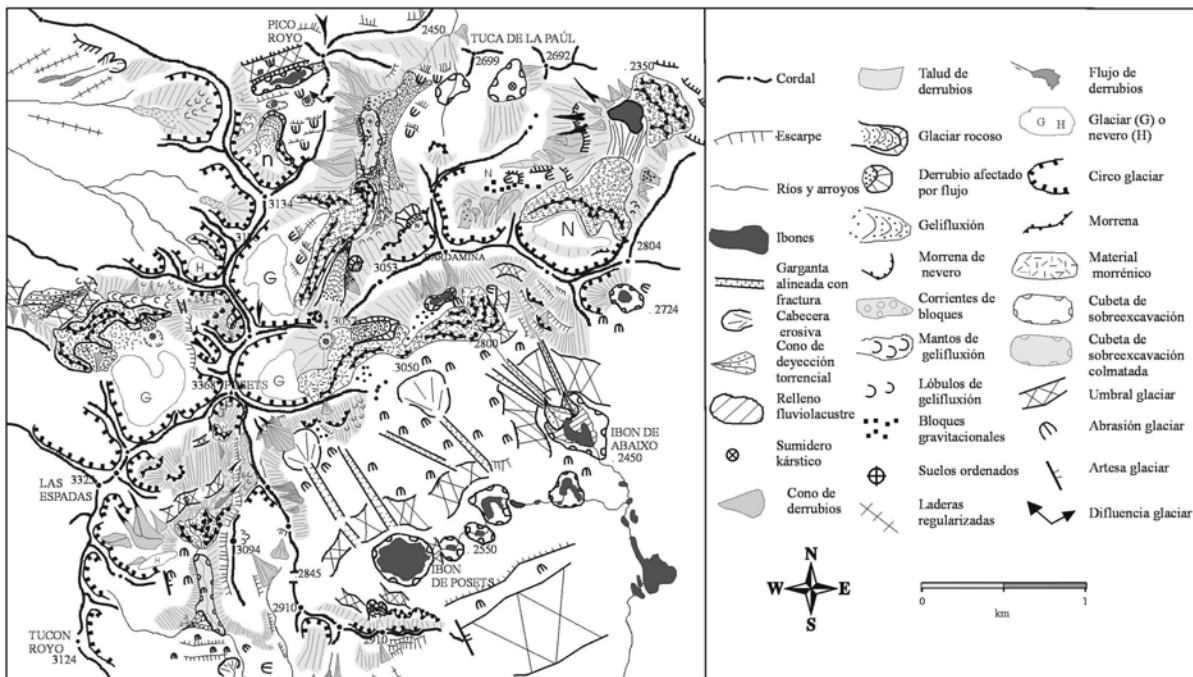 PICO
ROYO
2450
TUCA DE LA PAÚL
2699
2692
2350
n
N
3134
H
G
3053
BARDAMINA
N
2804
2724
2800
3050
G
G
3368
POSETS
IBON DE
ABAIXO
2450
3323
LAS
ESPADAS
H
3094
2550
IBON
DE POSETS
2845
2910
2910
TUCON
ROYO
3124
Cordal
Escarpe
Ríos y arroyos
Ibones
Garganta
alineada con
fractura
Cabecera
erosiva
Cono de
deyección
torrencial
Relleno
fluviolacustre
Sumidero
kárstico
Cono de
derrubios
Talud de
derrubios
Glaciar rocoso
Derrubio afectado
por flujo
Gelifluxión
Morrena de
nevero
Corrientes de
bloques
Mantos de
gelifluxión
Lóbulos de
gelifluxión
Bloques
gravitacionales
Suelos ordenados
Laderas
regularizadas
Flujo de
derrubios
G H
Glaciar (G) o
nevero (H)
Circo glaciar
Morrena
Material
morrénico
Cubeta de
sobreexcavación
Cubeta de
sobreexcavación
colmatada
Umbral glaciar
Abrasión glaciar
Artesa glaciar
Difluencia glaciar
N
W E
S
0 1
km